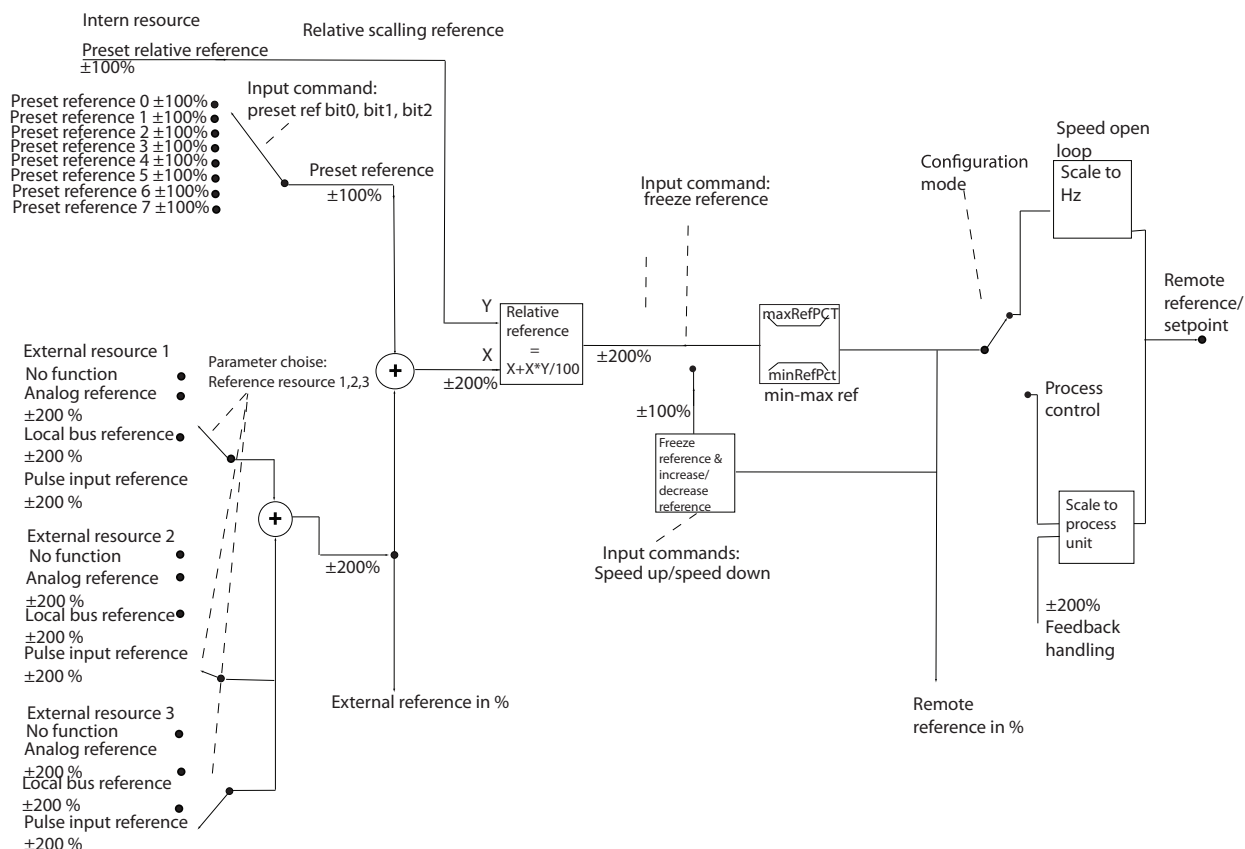 Intern resource
Relative scalling reference
Preset relative reference
±100%
Input command:
preset ref bit0, bit1, bit2
Preset reference 0 ±100%
Preset reference 1 ±100%
Preset reference 2 ±100%
Preset reference 3 ±100%
Preset reference 4 ±100%
Preset reference 5 ±100%
Preset reference 6 ±100%
Preset reference 7 ±100%
Preset reference
±100%
Input command:
freeze reference
Configuration
mode
Speed open
loop
Scale to
Hz
Y
X
±200%
Relative
reference
=
X+X*Y/100
±200%
maxRefPCT
minRefPct
min-max ref
Remote
reference/
setpoint
External resource 1
No function
Analog reference
±200 %
Local bus reference
±200 %
Pulse input reference
±200 %
Parameter choise:
Reference resource 1,2,3
+
+
±200%
±100%
Freeze
reference &
increase/
decrease
reference
Input commands:
Speed up/speed down
Process
control
Scale to
process
unit
±200%
Feedback
handling
External resource 2
No function
Analog reference
±200 %
Local bus reference
±200 %
Pulse input reference
±200 %
External reference in %
Remote
reference in %
External resource 3
No function
Analog reference
±200 %
Local bus reference
±200 %
Pulse input reference
±200 %